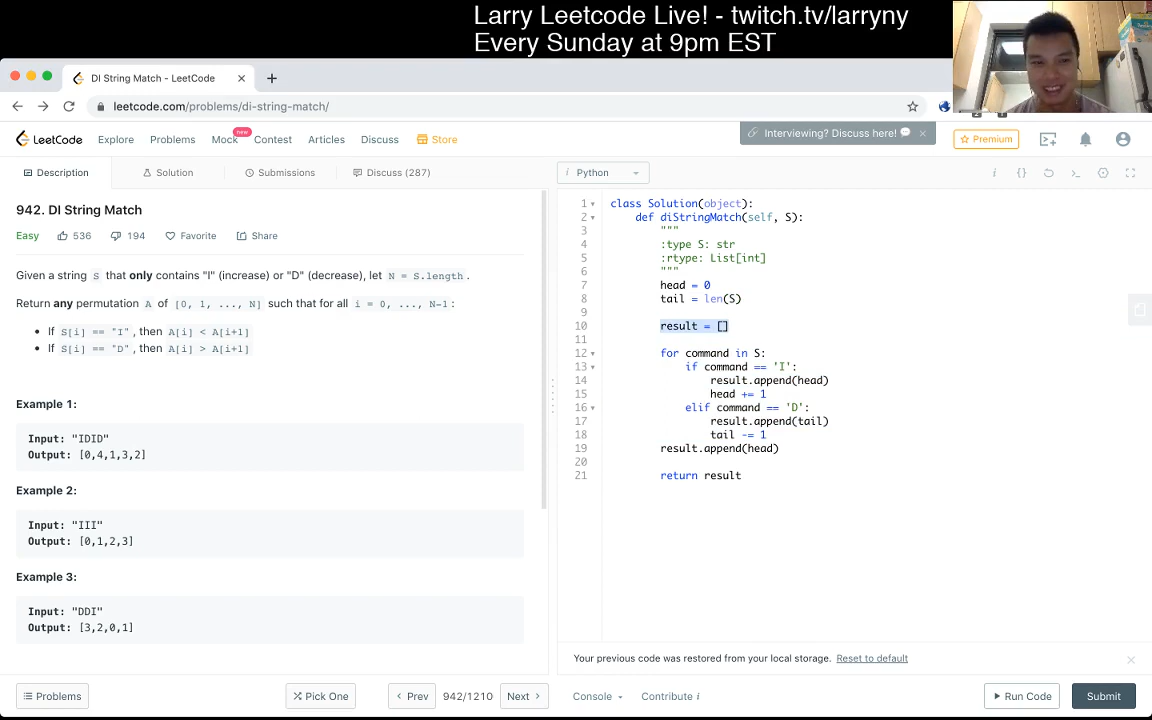 Larry Leetcode Live! - twitch.tv/larryny
Every Sunday at 9pm EST
DI String Match - LeetCode
leetcode.com/problems/di-string-match/
LeetCode Explore Problems Mock new Contest Articles Discuss Store
Interviewing? Discuss here!
Premium
Description Solution Submissions Discuss (287)
i Python
942. DI String Match
Easy 536 194 Favorite Share
Given a string S that only contains "I" (increase) or "D" (decrease), let N = S.length.
Return any permutation A of [0, 1, ..., N] such that for all i = 0, ..., N-1:
If S[i] == "I", then A[i] < A[i+1]
If S[i] == "D", then A[i] > A[i+1]
Example 1:
Input: "IDID"
Output: [0,4,1,3,2]
Example 2:
Input: "III"
Output: [0,1,2,3]
Example 3:
Input: "DDI"
Output: [3,2,0,1]
1 class Solution(object):
2 def diStringMatch(self, S):
3 """
4 :type S: str
5 :rtype: List[int]
6 """
7 head = 0
8 tail = len(S)
9
10 result = []
11
12 for command in S:
13 if command == 'I':
14 result.append(head)
15 head += 1
16 elif command == 'D':
17 result.append(tail)
18 tail -= 1
19 result.append(head)
20
21 return result
Your previous code was restored from your local storage. Reset to default
Problems Pick One Prev 942/1210 Next Console Contribute i Run Code Submit